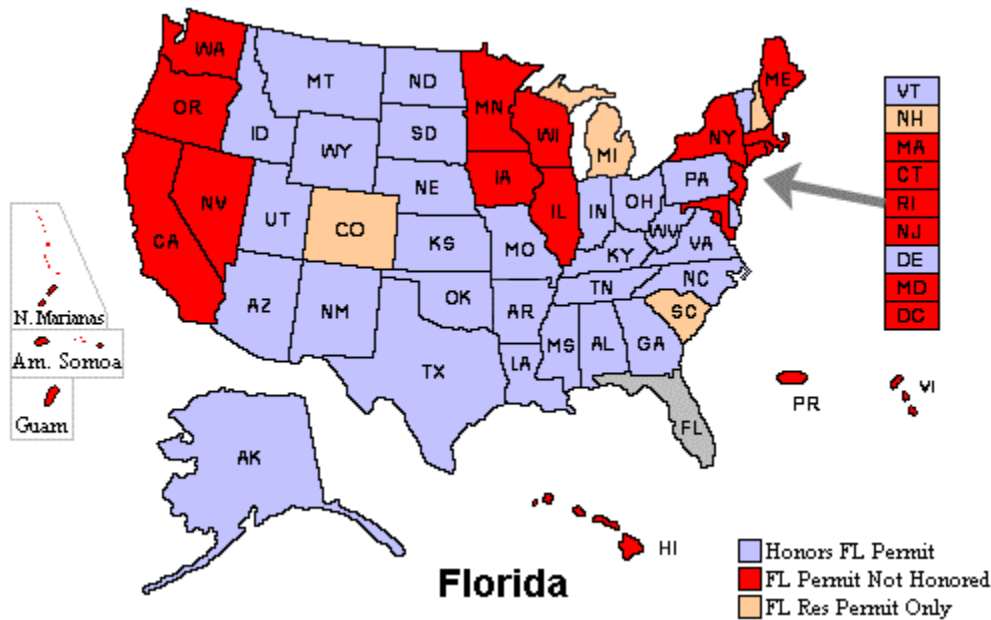 WA
OR
CA
NV
ID
MT
WY
UT
AZ
CO
NM
ND
SD
NE
KS
OK
TX
MN
IA
MO
AR
LA
WI
IL
MI
IN
OH
KY
TN
MS
AL
GA
WV
VA
NC
SC
FL
PA
NY
ME
VT
NH
MA
CT
RI
NJ
DE
MD
DC
N. Marianas
Am. Somoa
Guam
AK
HI
PR
VI
Florida
Honors FL Permit
FL Permit Not Honored
FL Res Permit Only